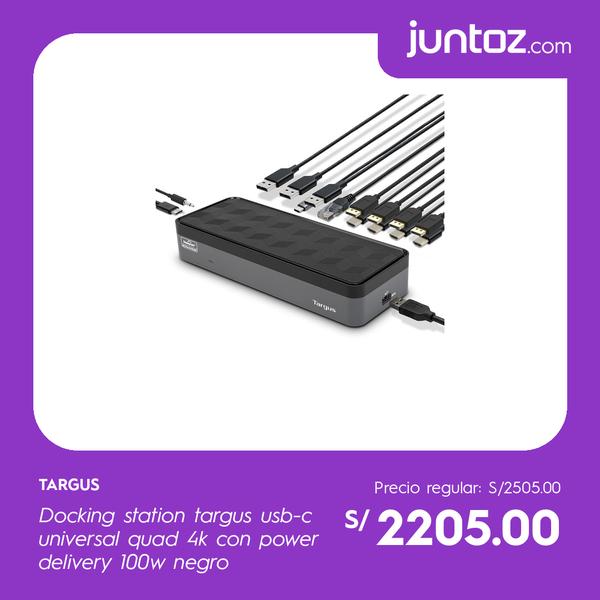 juntoz.com
Targus
TARGUS
Docking station targus usb-c
universal quad 4k con power
delivery 100w negro
Precio regular: S/2505.00
S/ 2205.00